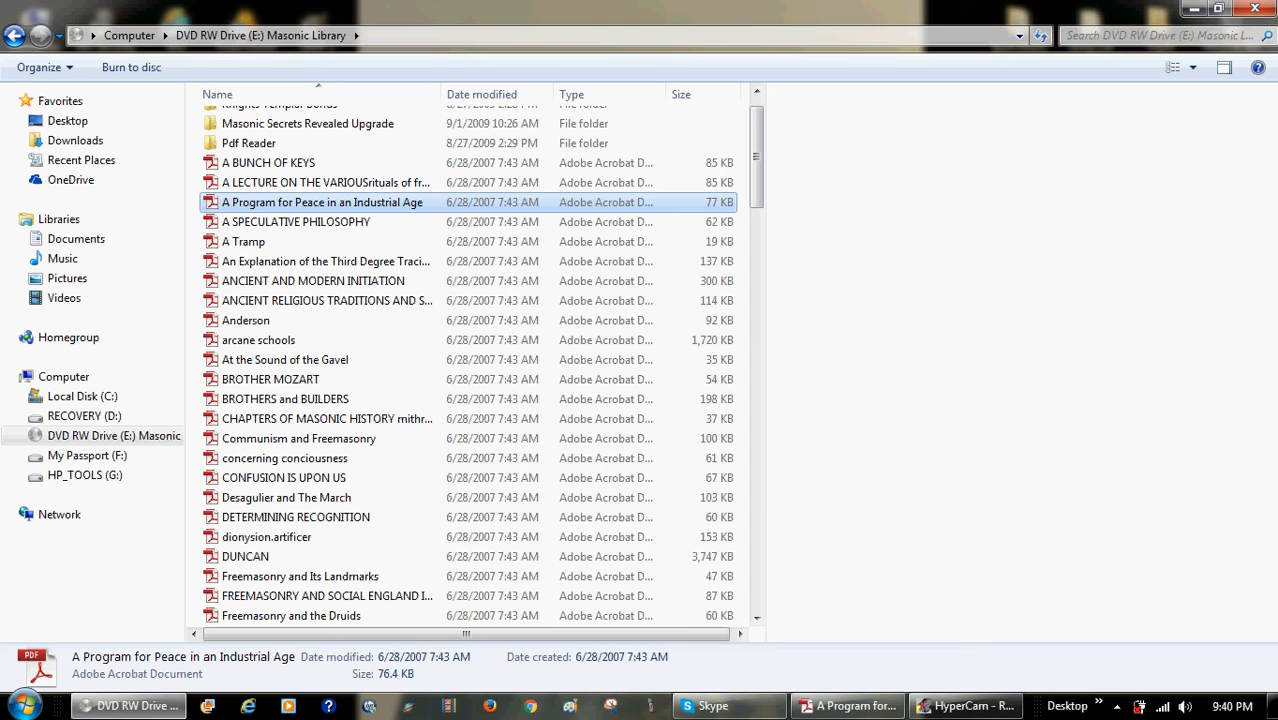 Computer DVD RW Drive (E:) Masonic Library Search DVD RW Drive (E:) Masonic L...
Organize Burn to disc
Name Date modified Type Size
Favorites
Desktop
Downloads
Recent Places
OneDrive
Libraries
Documents
Music
Pictures
Videos
Homegroup
Computer
Local Disk (C:)
RECOVERY (D:)
DVD RW Drive (E:) Masonic
My Passport (F:)
HP_TOOLS (G:)
Network
Knights Templar 8/27/2009 2:28 PM File folder
Masonic Secrets Revealed Upgrade 9/1/2009 10:26 AM File folder
Pdf Reader 8/27/2009 2:29 PM File folder
A BUNCH OF KEYS 6/28/2007 7:43 AM Adobe Acrobat D... 85 KB
A LECTURE ON THE VARIOUSrituals of fr... 6/28/2007 7:43 AM Adobe Acrobat D... 85 KB
A Program for Peace in an Industrial Age 6/28/2007 7:43 AM Adobe Acrobat D... 77 KB
A SPECULATIVE PHILOSOPHY 6/28/2007 7:43 AM Adobe Acrobat D... 62 KB
A Tramp 6/28/2007 7:43 AM Adobe Acrobat D... 19 KB
An Explanation of the Third Degree Traci... 6/28/2007 7:43 AM Adobe Acrobat D... 137 KB
ANCIENT AND MODERN INITIATION 6/28/2007 7:43 AM Adobe Acrobat D... 300 KB
ANCIENT RELIGIOUS TRADITIONS AND S... 6/28/2007 7:43 AM Adobe Acrobat D... 114 KB
Anderson 6/28/2007 7:43 AM Adobe Acrobat D... 92 KB
arcane schools 6/28/2007 7:43 AM Adobe Acrobat D... 1,720 KB
At the Sound of the Gavel 6/28/2007 7:43 AM Adobe Acrobat D... 35 KB
BROTHER MOZART 6/28/2007 7:43 AM Adobe Acrobat D... 54 KB
BROTHERS and BUILDERS 6/28/2007 7:43 AM Adobe Acrobat D... 198 KB
CHAPTERS OF MASONIC HISTORY mithr... 6/28/2007 7:43 AM Adobe Acrobat D... 37 KB
Communism and Freemasonry 6/28/2007 7:43 AM Adobe Acrobat D... 100 KB
concerning conciousness 6/28/2007 7:43 AM Adobe Acrobat D... 61 KB
CONFUSION IS UPON US 6/28/2007 7:43 AM Adobe Acrobat D... 67 KB
Desagulier and The March 6/28/2007 7:43 AM Adobe Acrobat D... 103 KB
DETERMINING RECOGNITION 6/28/2007 7:43 AM Adobe Acrobat D... 60 KB
dionysion.artificer 6/28/2007 7:43 AM Adobe Acrobat D... 153 KB
DUNCAN 6/28/2007 7:43 AM Adobe Acrobat D... 3,747 KB
Freemasonry and Its Landmarks 6/28/2007 7:43 AM Adobe Acrobat D... 47 KB
FREEMASONRY AND SOCIAL ENGLAND I... 6/28/2007 7:43 AM Adobe Acrobat D... 87 KB
Freemasonry and the Druids 6/28/2007 7:43 AM Adobe Acrobat D... 60 KB
PDF
A Program for Peace in an Industrial Age Date modified: 6/28/2007 7:43 AM Date created: 6/28/2007 7:43 AM
Adobe Acrobat Document Size: 76.4 KB
DVD RW Drive ... Skype A Program for... HyperCam - R... Desktop 9:40 PM